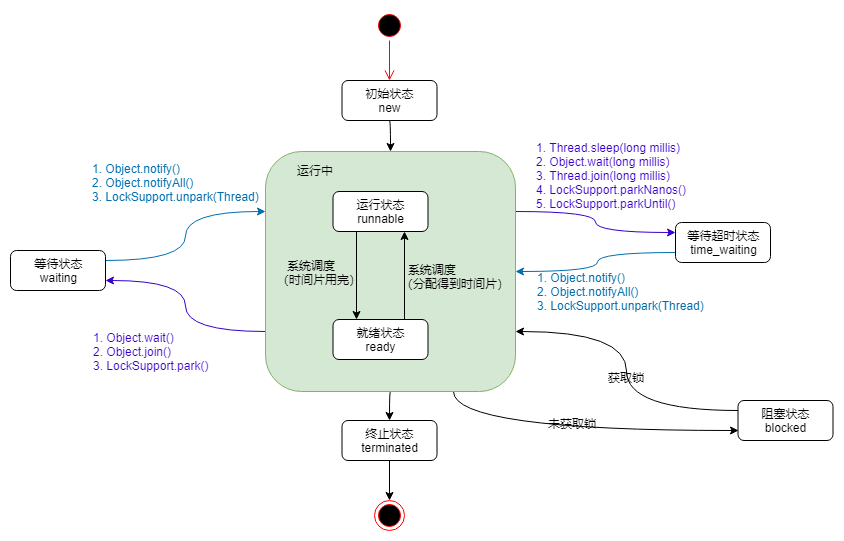 初始状态
new
1. Thread.sleep(long millis)
2. Object.wait(long millis)
3. Thread.join(long millis)
4. LockSupport.parkNanos()
5. LockSupport.parkUntil()
1. Object.notify()
2. Object.notifyAll()
3. LockSupport.unpark(Thread)
运行中
运行状态
runnable
等待超时状态
time_waiting
等待状态
waiting
系统调度
(时间片用完)
系统调度
(分配得到时间片)
1. Object.notify()
2. Object.notifyAll()
3. LockSupport.unpark(Thread)
就绪状态
ready
1. Object.wait()
2. Object.join()
3. LockSupport.park()
获取锁
未获取锁
阻塞状态
blocked
终止状态
terminated